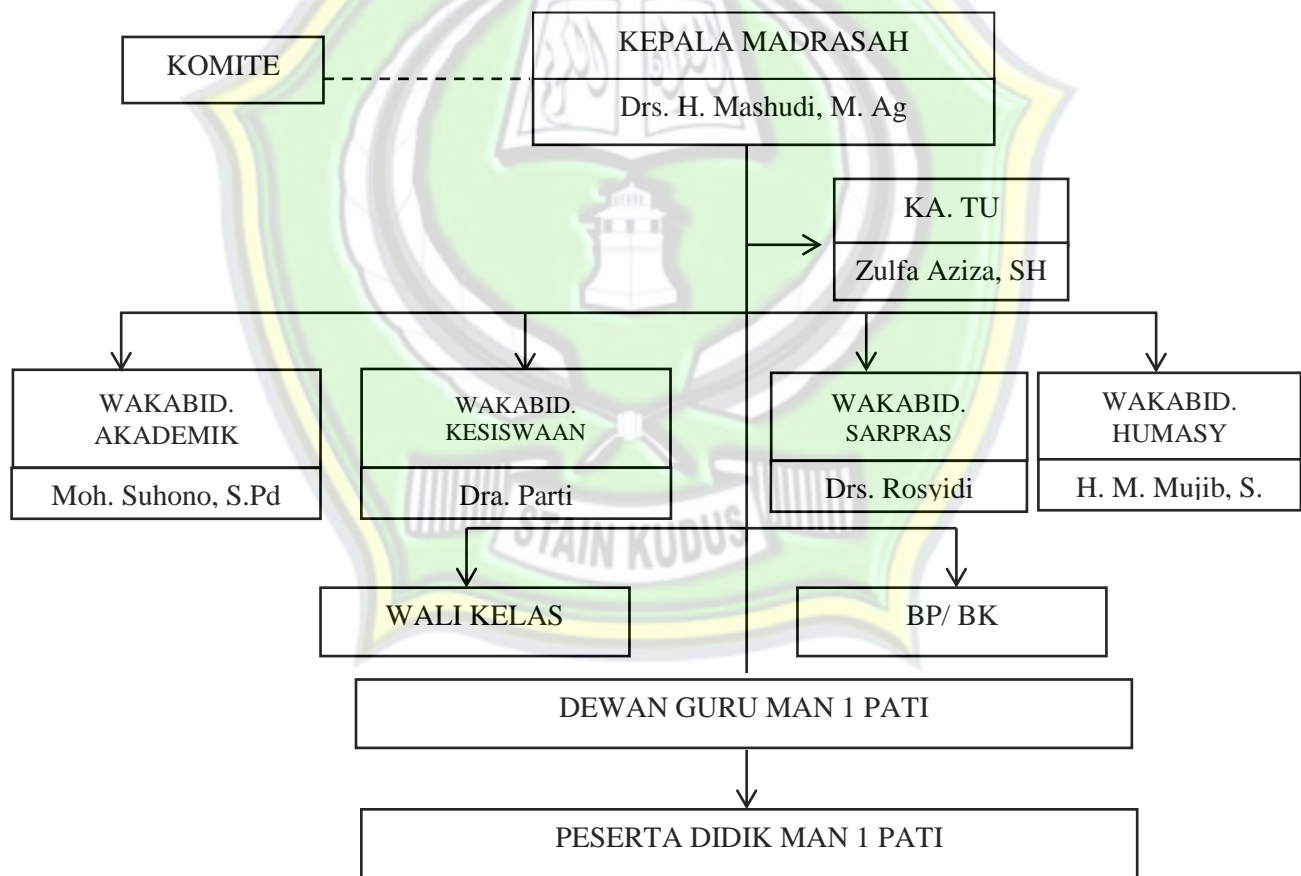 KEPALA MADRASAH
KOMITE
Drs. H. Mashudi, M. Ag
KA. TU
Zulfa Aziza, SH
WAKABID.
AKADEMIK
Moh. Suhono, S.Pd
WAKABID.
KESISWAAN
Dra. Parti
WAKABID.
SARPRAS
Drs. Rosyidi
WAKABID.
HUMASY
H. M. Mujib, S.
STAIN KUDUS
WALI KELAS
BP/ BK
DEWAN GURU MAN 1 PATI
PESERTA DIDIK MAN 1 PATI